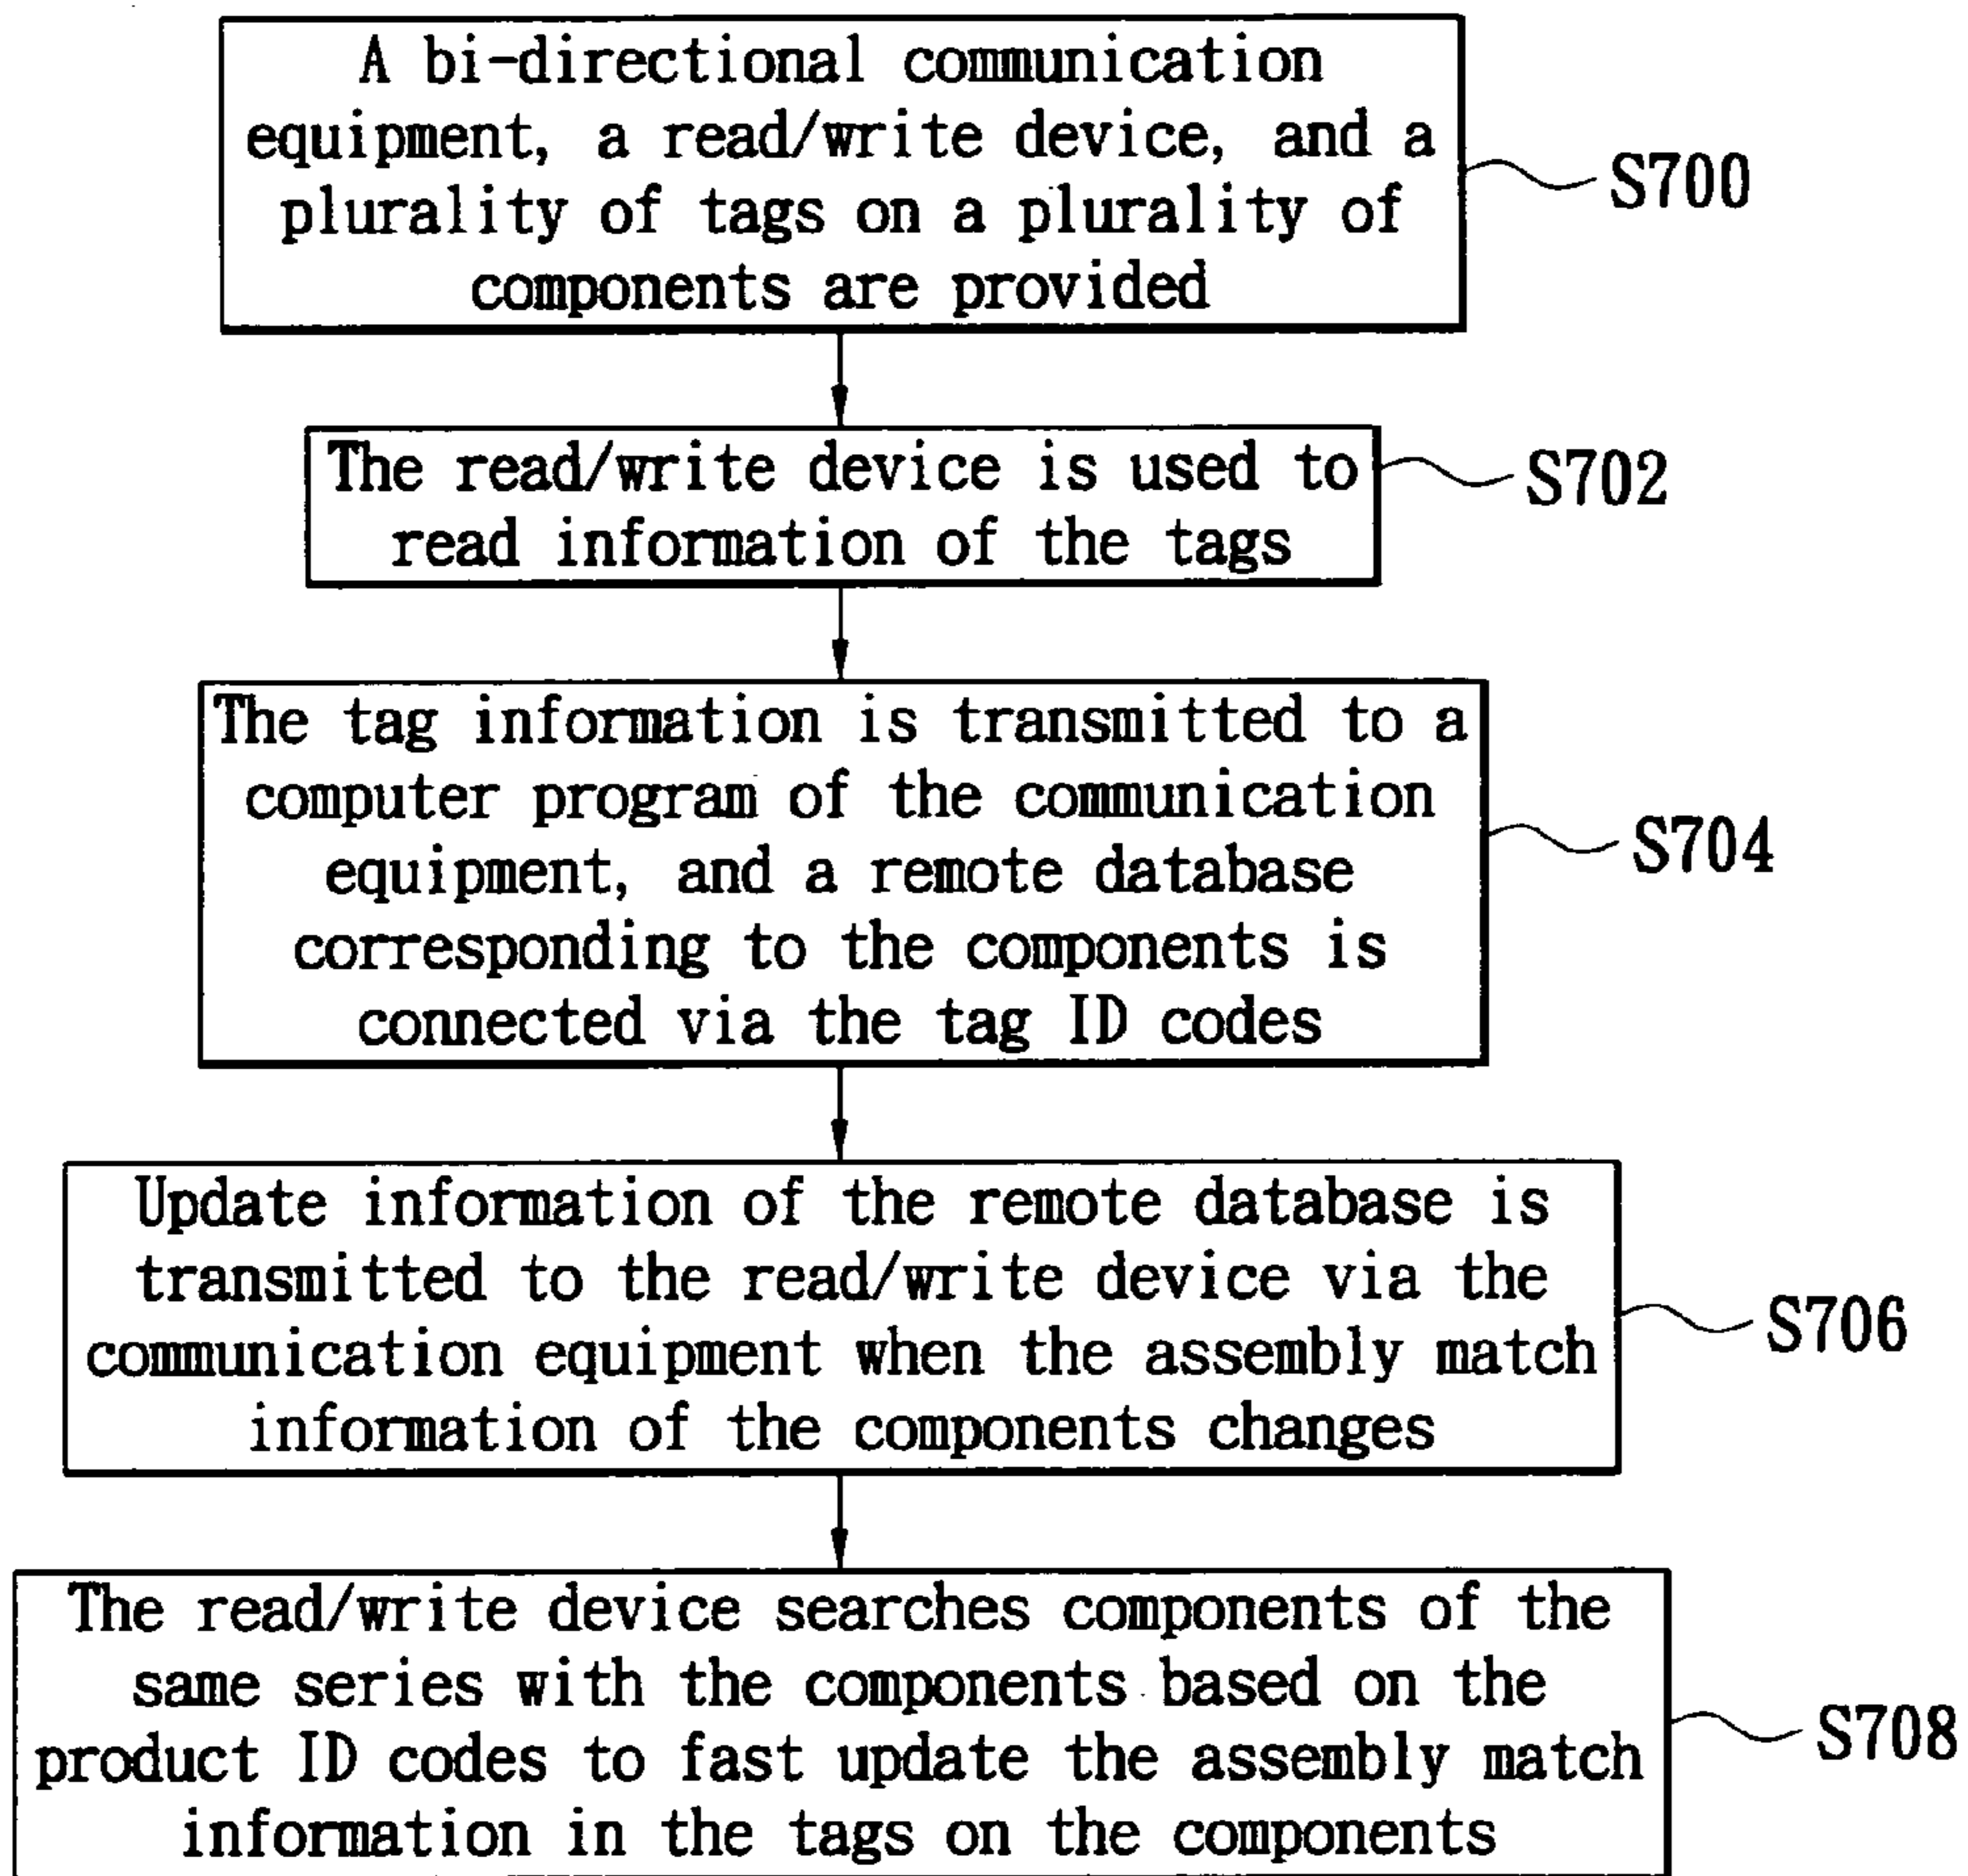 A bi-directional communication
equipment, a read/write device, and a
plurality of tags on a plurality of
components are provided
S700
The read/write device is used to
read information of the tags
S702
The tag information is transmitted to a
computer program of the communication
equipment, and a remote database
corresponding to the components is
connected via the tag ID codes
S704
Update information of the remote database is
transmitted to the read/write device via the
communication equipment when the assembly match
information of the components changes
S706
The read/write device searches components of the
same series with the components based on the
product ID codes to fast update the assembly match
information in the tags on the components
S708